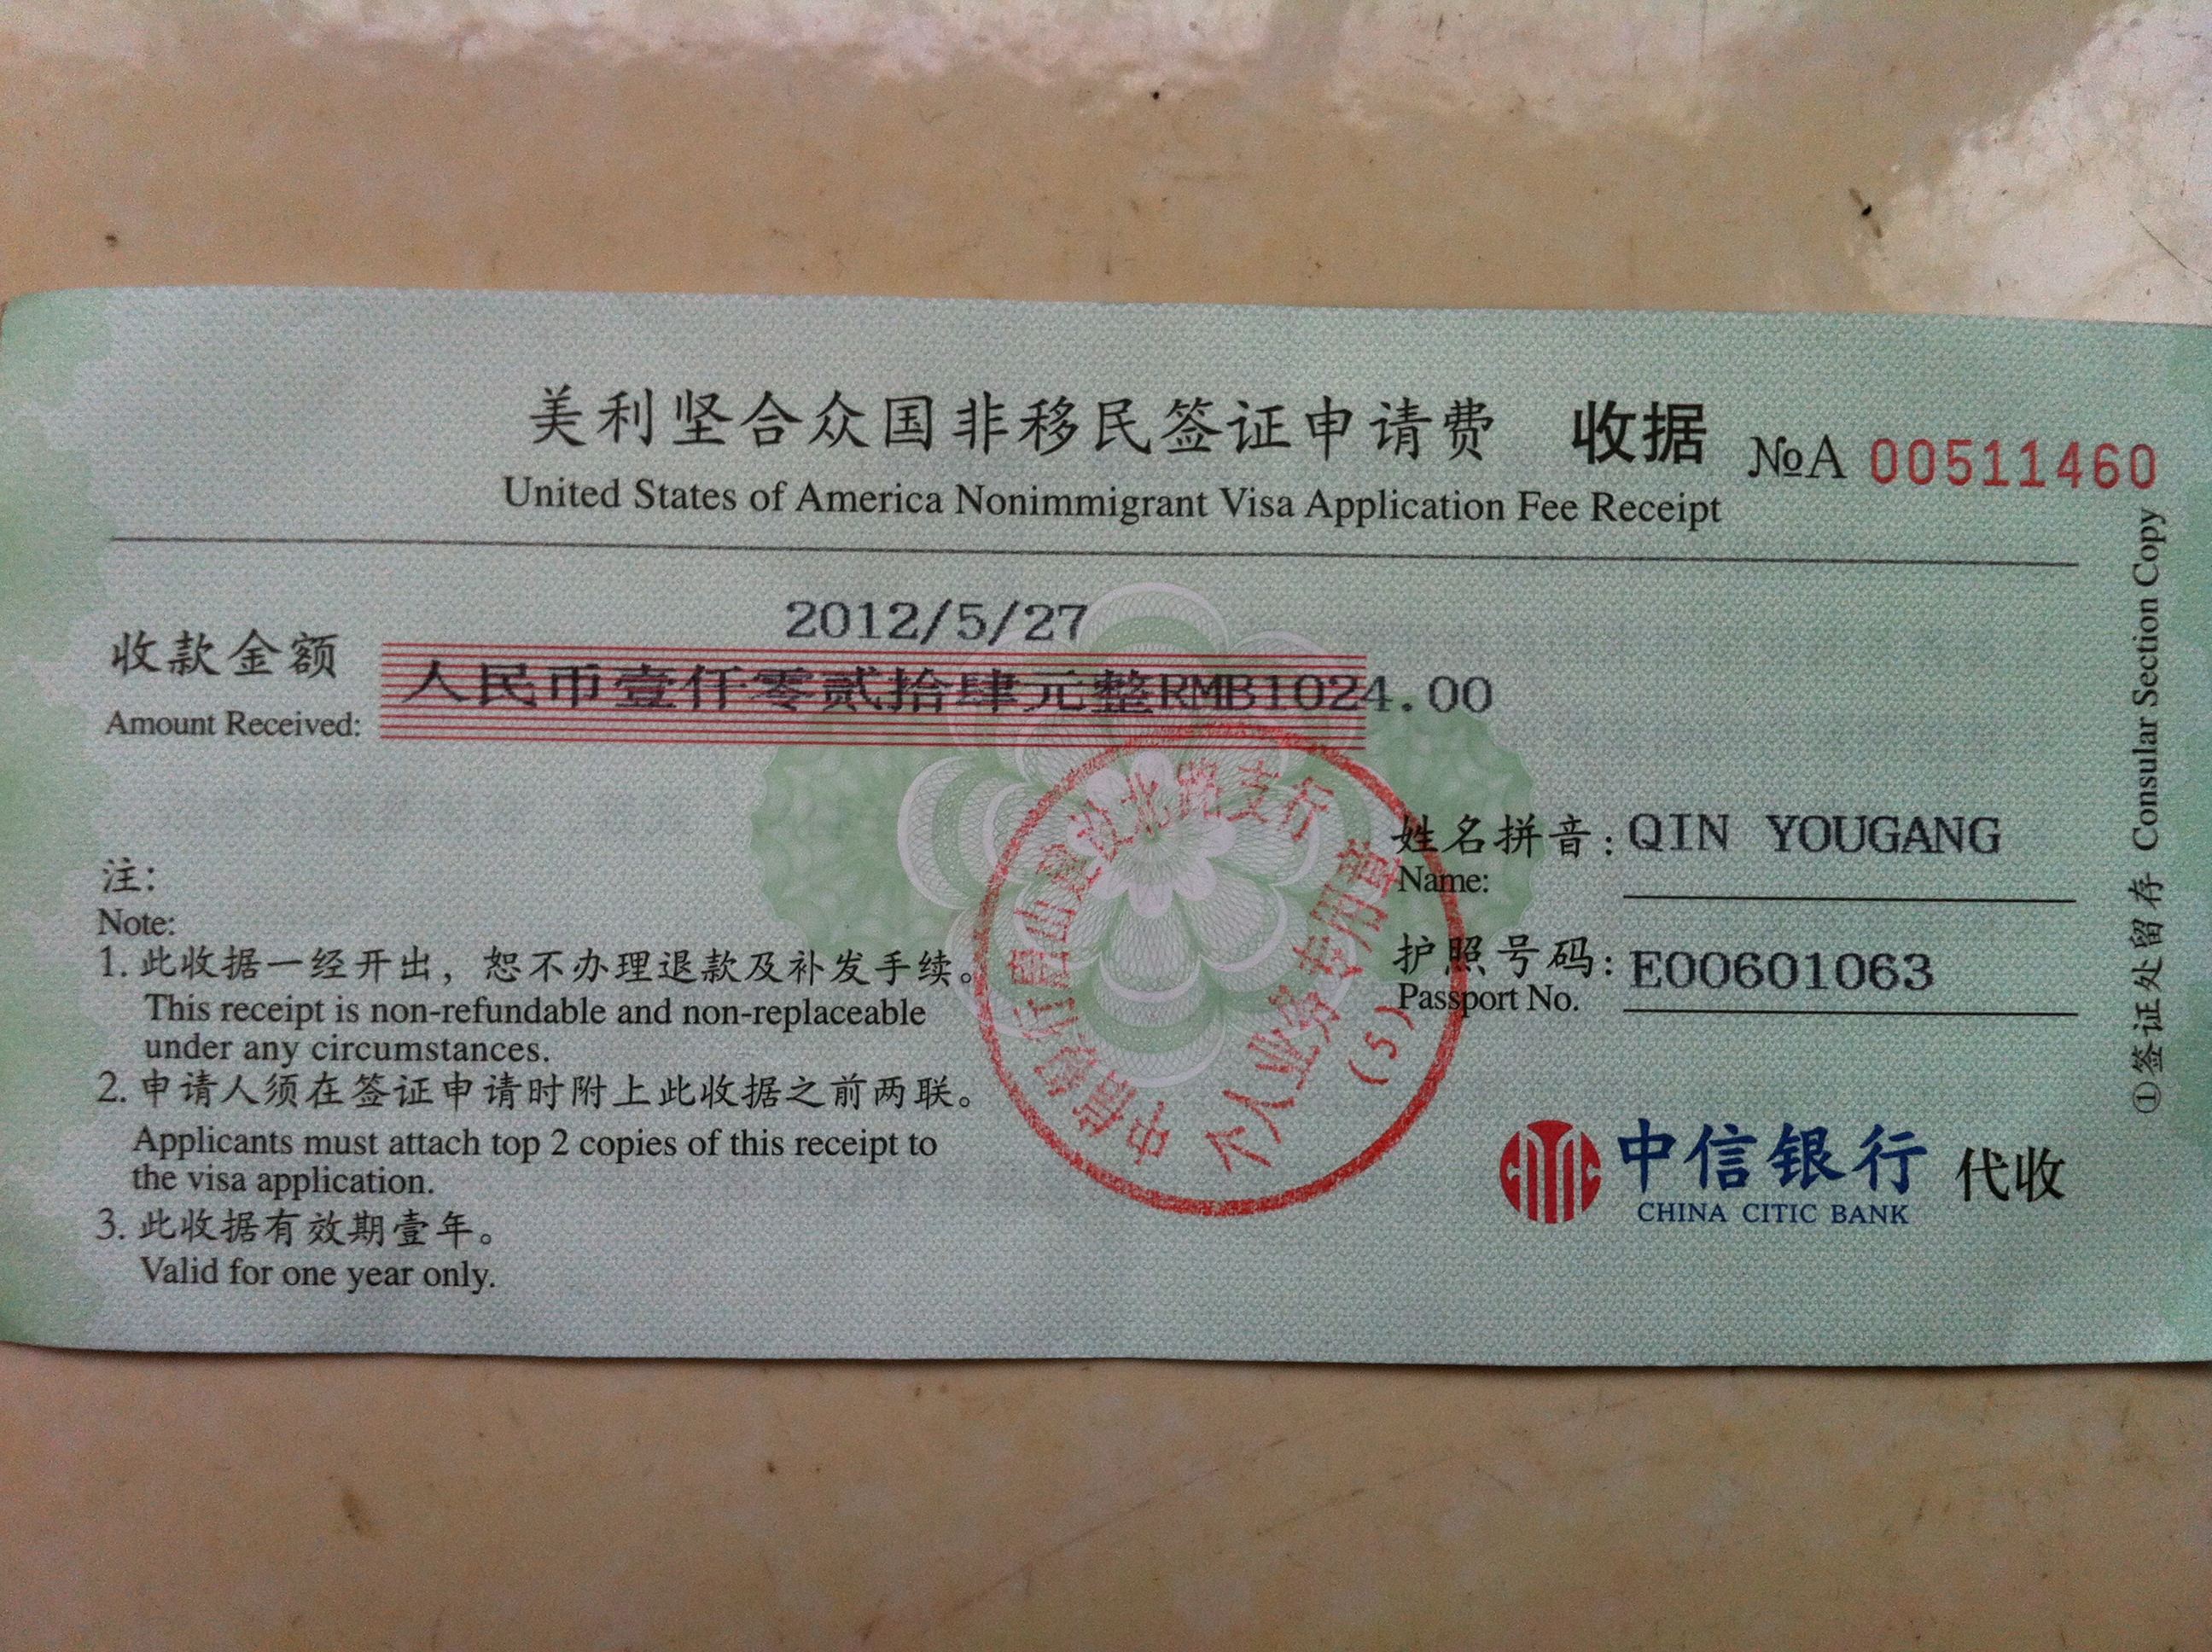 美利坚合众国非移民签证申请费 收据
United States of America Nonimmigrant Visa Application Fee Receipt
№A 00511460
2012/5/27
收款金额 人民币壹仟零贰拾肆元整RMB1024.00
Amount Received:
姓名拼音: QIN YOUGANG
Name:
护照号码: E00601063
Passport No.
中信银行 代收
CHINA CITIC BANK
CITIC
注:
Note:
1. 此收据一经开出，恕不办理退款及补发手续。
This receipt is non-refundable and non-replaceable
under any circumstances.
2. 申请人须在签证申请时附上此收据之前两联。
Applicants must attach top 2 copies of this receipt to
the visa application.
3. 此收据有效期壹年。
Valid for one year only.
①签证处留存 Consular Section Copy
中信银行昆山
支行
(5)